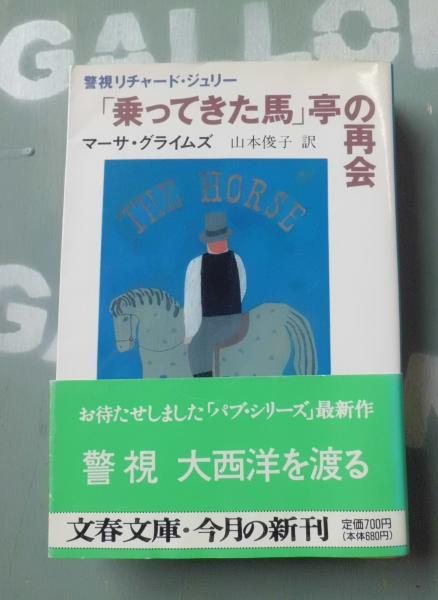 GALLO
警視リチャード・ジュリー
「乗ってきた馬」亭の再会
マーサ・グライムズ 山本俊子 訳
THE HORSE
GA
お待たせしました「パブ・シリーズ」最新作
警視 大西洋を渡る
文春文庫・今月の新刊 定価700円
(本体680円)